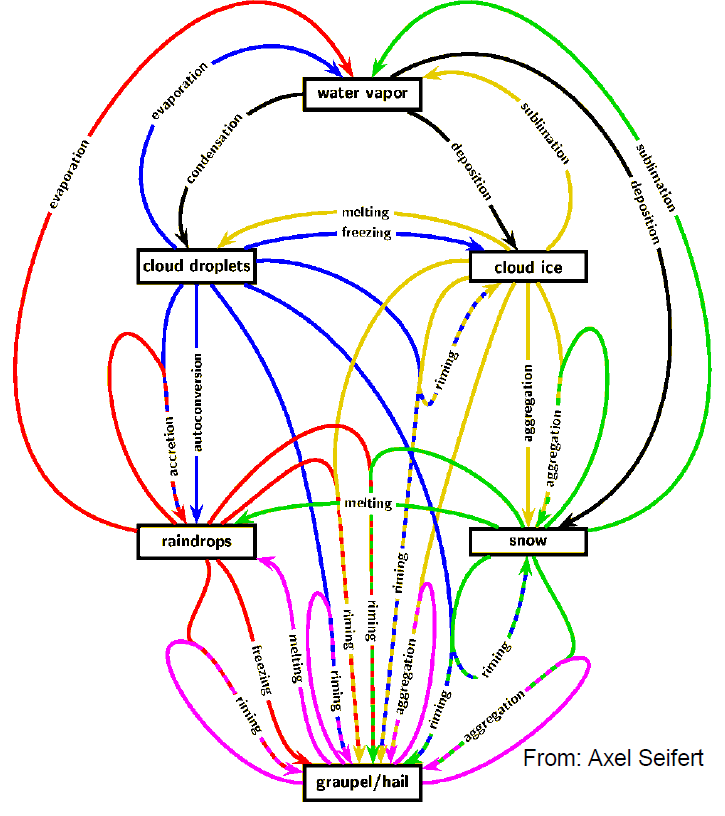 water vapor
evaporation
evaporation
condensation
deposition
sublimation
sublimation
deposition
melting
freezing
cloud droplets
cloud ice
riming
accretion
autoconversion
aggregation
aggregation
melting
raindrops
snow
riming
riming
riming
freezing
melting
riming
riming
aggregation
riming
riming
aggregation
From: Axel Seifert
graupel/hail